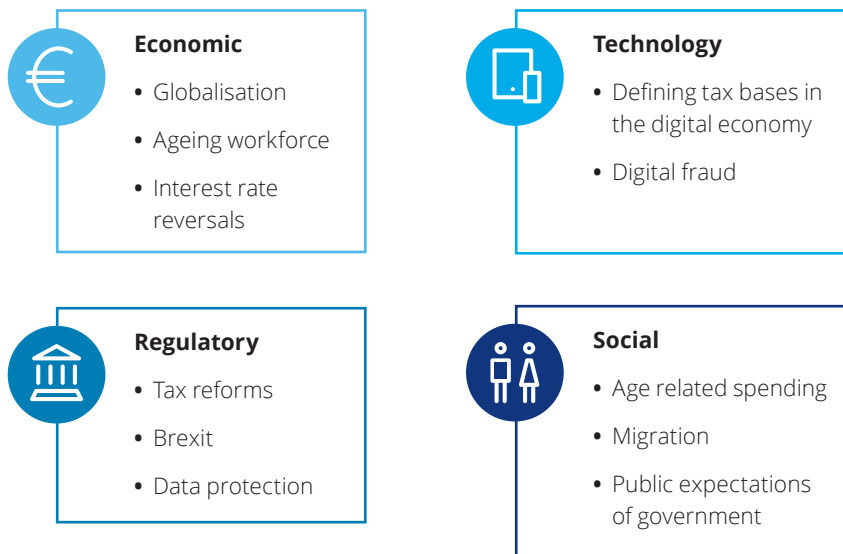 Economic
• Globalisation
• Ageing workforce
• Interest rate
reversals
Technology
• Defining tax bases in
the digital economy
• Digital fraud
Regulatory
• Tax reforms
• Brexit
• Data protection
Social
• Age related spending
• Migration
• Public expectations
of government